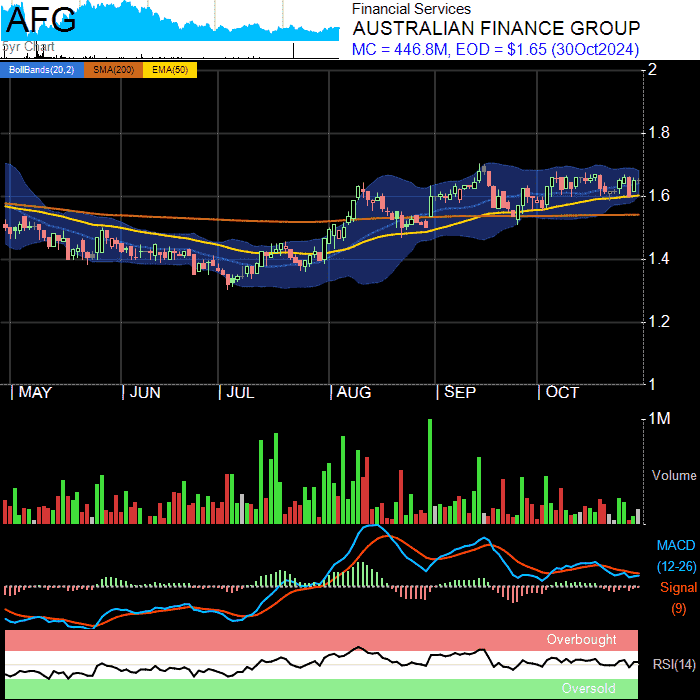 AFG
5yr Chart
Financial Services
AUSTRALIAN FINANCE GROUP
MC = 446.8M, EOD = $1.65 (30Oct2024)
BollBands(20,2) SMA(200) EMA(50)
2
1.8
1.6
1.4
1.2
1
| MAY | JUN | JUL | AUG | SEP | OCT
1M
Volume
MACD
(12-26)
Signal
(9)
Overbought
RSI(14)
Oversold